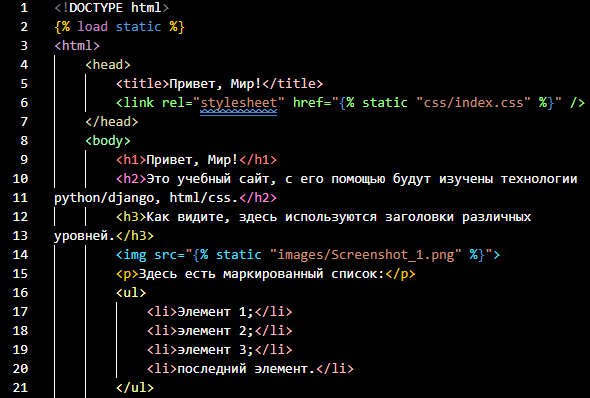 1 <!DOCTYPE html>
2 {% load static %}
3 <html>
4 <head>
5 <title>Привет, Мир!</title>
6 <link rel="stylesheet" href="{% static "css/index.css" %}" />
7 </head>
8 <body>
9 <h1>Привет, Мир!</h1>
10 <h2>Это учебный сайт, с его помощью будут изучены технологии
11 python/django, html/css.</h2>
12 <h3>Как видите, здесь используются заголовки различных
13 уровней.</h3>
14 <img src="{% static "images/Screenshot_1.png" %}">
15 <p>Здесь есть маркированный список:</p>
16 <ul>
17 <li>Элемент 1;</li>
18 <li>элемент 2;</li>
19 <li>элемент 3;</li>
20 <li>последний элемент.</li>
21 </ul>